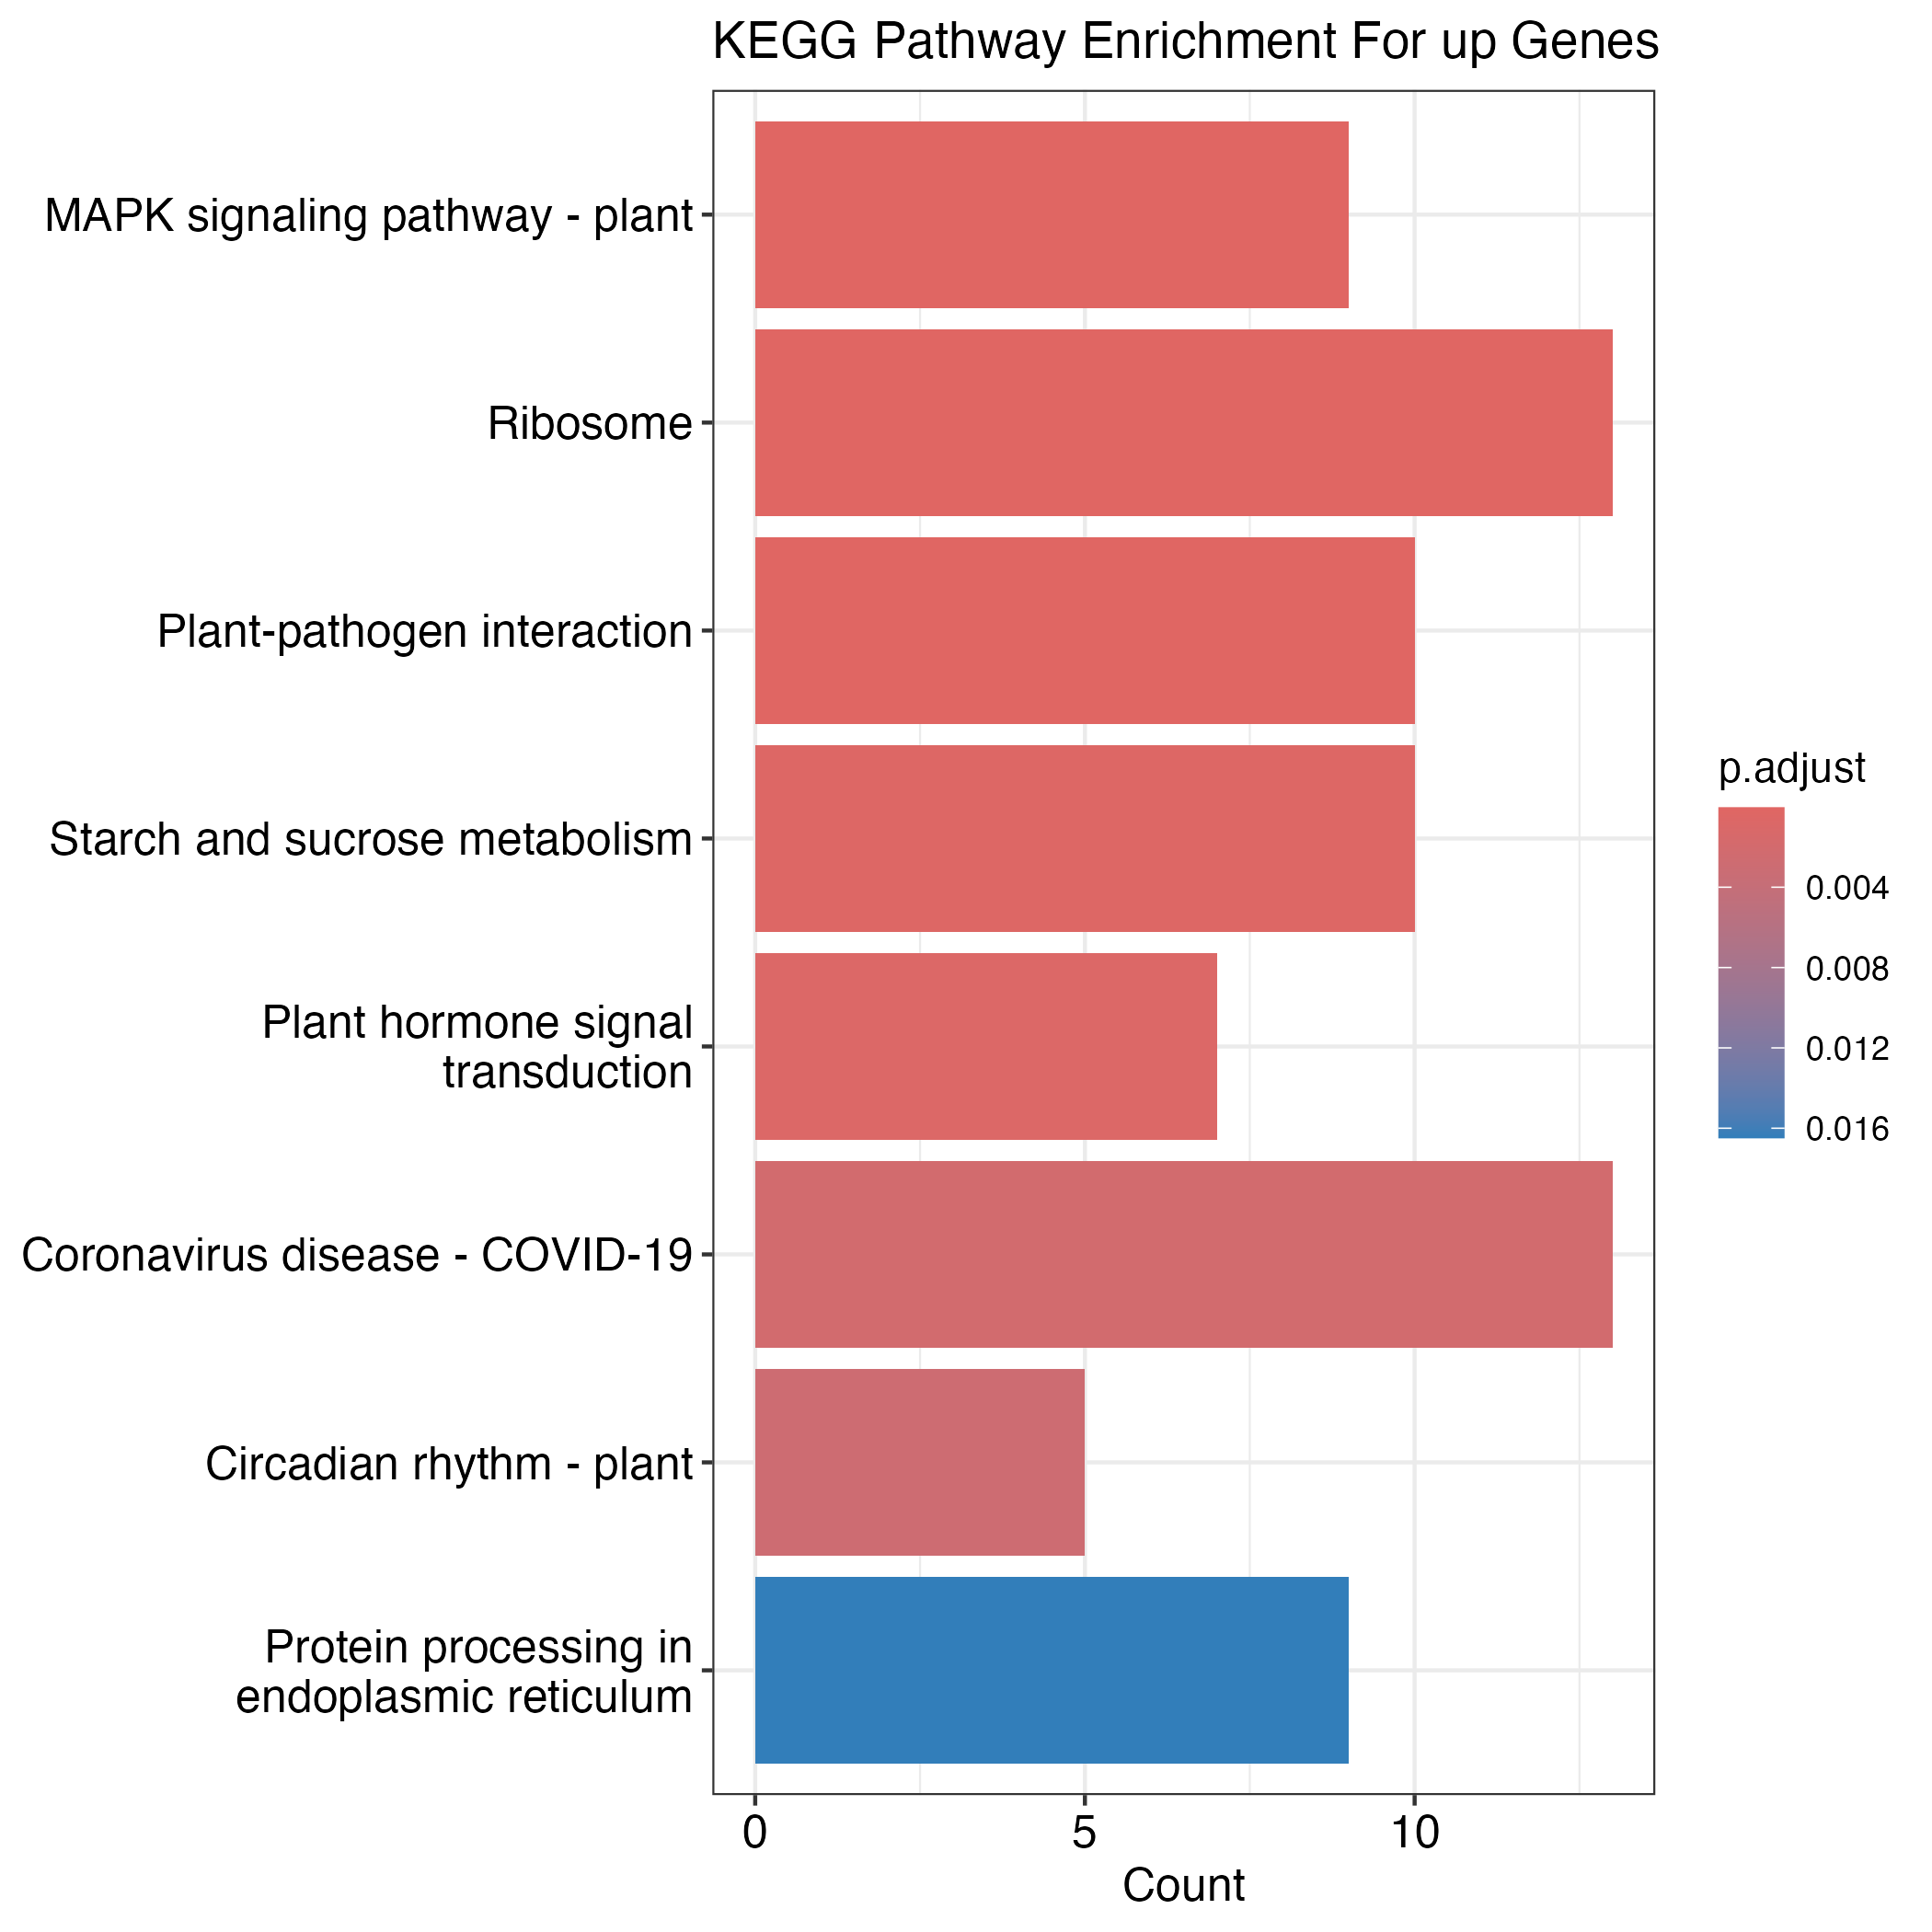 KEGG Pathway Enrichment For up Genes
MAPK signaling pathway - plant
Ribosome
Plant-pathogen interaction
Starch and sucrose metabolism
Plant hormone signal
transduction
Coronavirus disease - COVID-19
Circadian rhythm - plant
Protein processing in
endoplasmic reticulum
0 5 10
Count
p.adjust
0.004
0.008
0.012
0.016